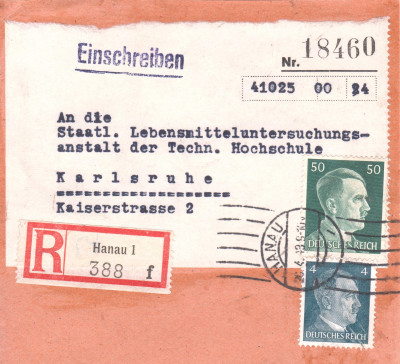 Einschreiben
Nr. 18460
41025 00 24
An die
Staatl. Lebensmitteluntersuchungs-
anstalt der Techn. Hochschule
Karlsruhe
Kaiserstrasse 2
R
Hanau 1
388 f
50 50
DEUTSCHES REICH
HANAU
4 4
DEUTSCHES REICH